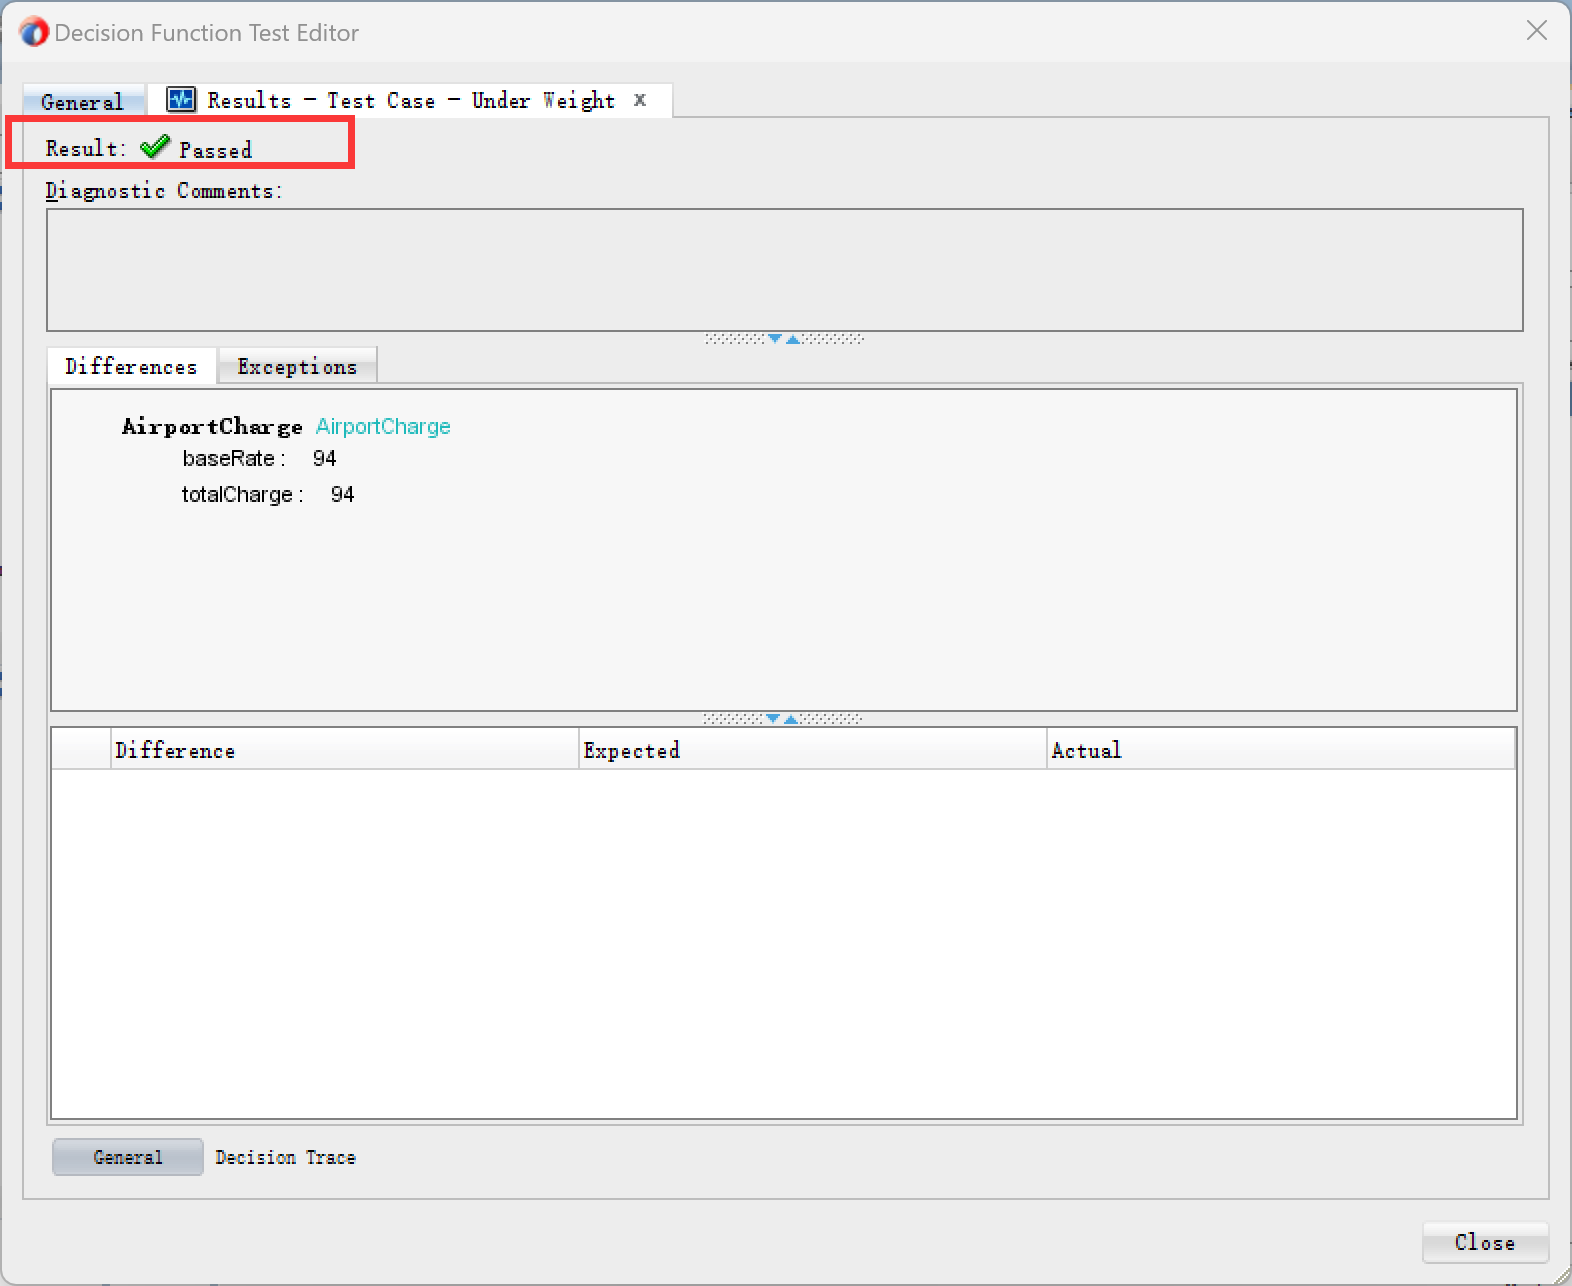 Decision Function Test Editor
General
Results - Test Case - Under Weight x
Result: Passed
Diagnostic Comments:
Differences
Exceptions
AirportCharge AirportCharge
baseRate : 94
totalCharge : 94
Difference Expected Actual
General Decision Trace
Close